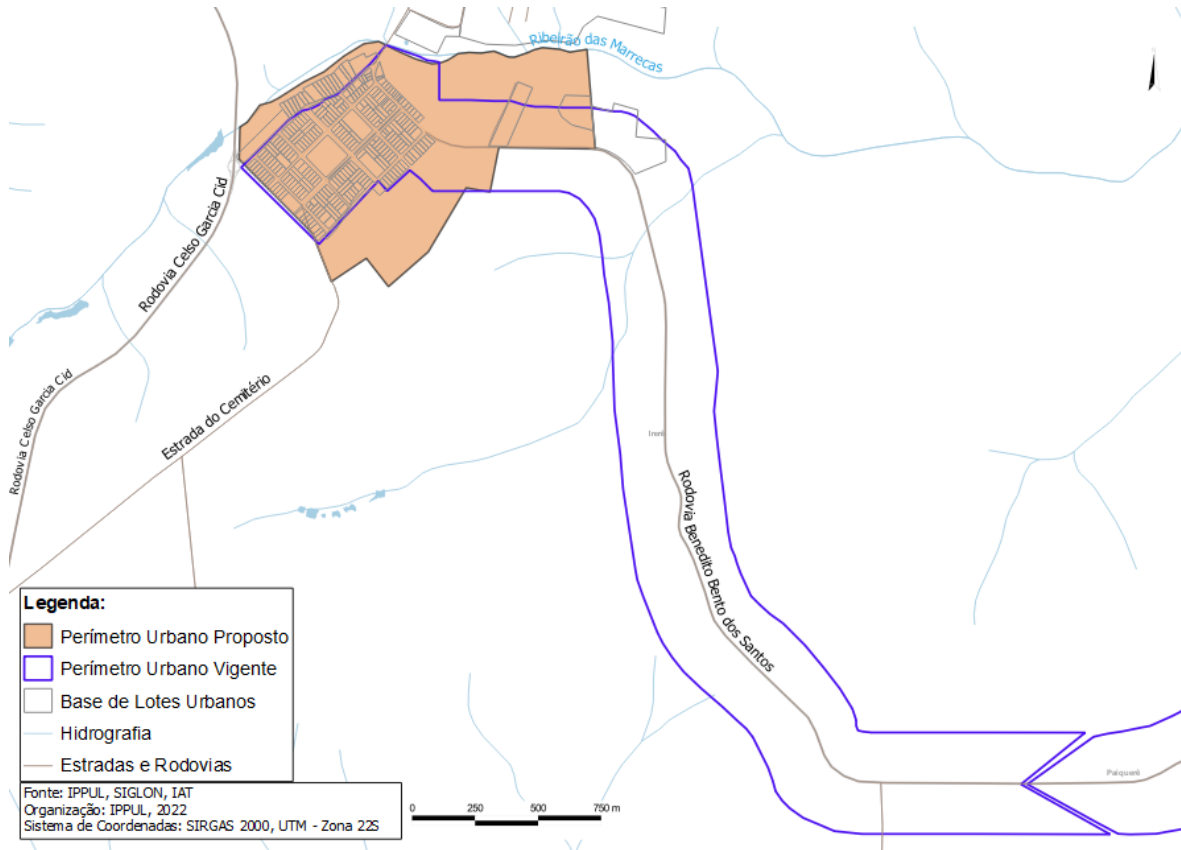 Ribeirão das Marrecas
Rodovia Celso Garcia Cid
Rodovia Celso Garcia Cid
Estrada do Cemitério
Irerê
Rodovia Benedito Bento dos Santos
Paiquerê
Legenda:
Perímetro Urbano Proposto
Perímetro Urbano Vigente
Base de Lotes Urbanos
Hidrografia
Estradas e Rodovias
Fonte: IPPUL, SIGLON, IAT
Organização: IPPUL, 2022
Sistema de Coordenadas: SIRGAS 2000, UTM - Zona 22S
0 250 500 750 m